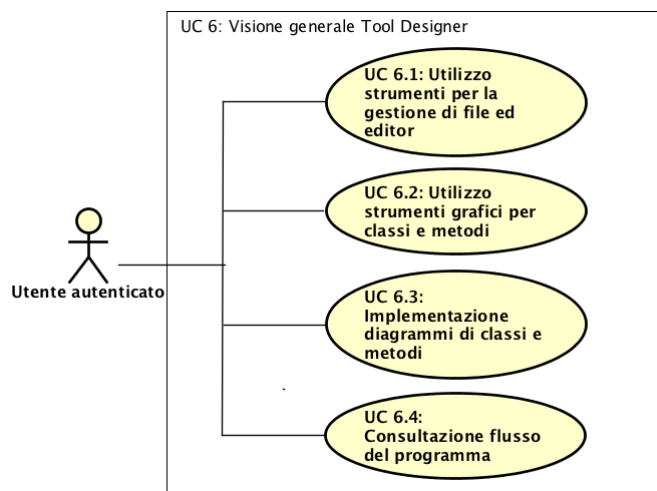 UC 6: Visione generale Tool Designer
UC 6.1: Utilizzo
strumenti per la
gestione di file ed
editor
UC 6.2: Utilizzo
strumenti grafici per
classi e metodi
Utente autenticato
UC 6.3:
Implementazione
diagrammi di classi e
metodi
UC 6.4:
Consultazione flusso
del programma